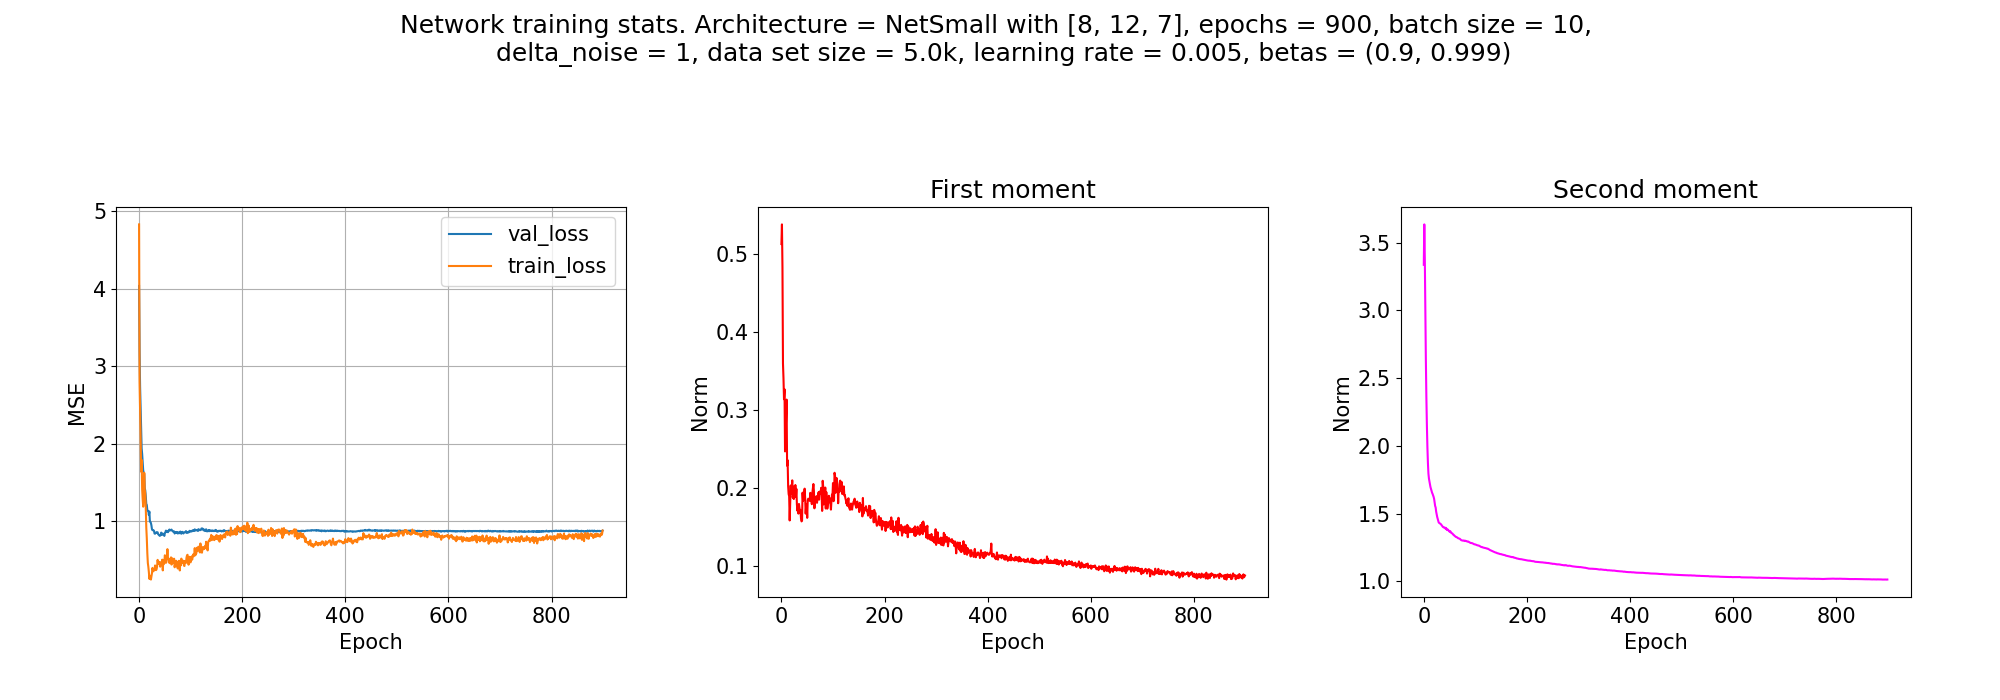 Network training stats. Architecture = NetSmall with [8, 12, 7], epochs = 900, batch size = 10,
delta_noise = 1, data set size = 5.0k, learning rate = 0.005, betas = (0.9, 0.999)
5
4
3
2
1
MSE
val_loss
train_loss
0
200
400
600
800
Epoch
First moment
0.5
0.4
0.3
0.2
0.1
Norm
0
200
400
600
800
Epoch
Second moment
3.5
3.0
2.5
2.0
1.5
1.0
Norm
0
200
400
600
800
Epoch